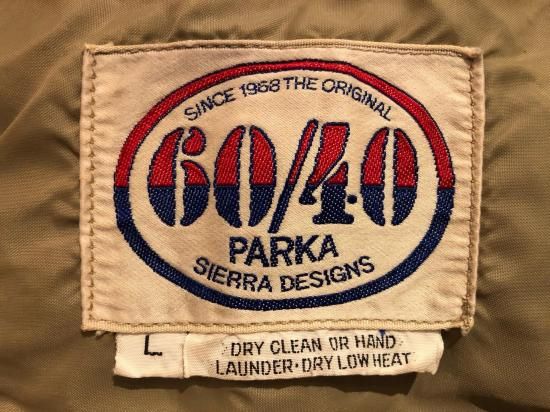 SINCE 1968 THE ORIGINAL
60/40
PARKA
SIERRA DESIGNS
L
DRY CLEAN OR HAND
LAUNDER·DRY LOW HEAT